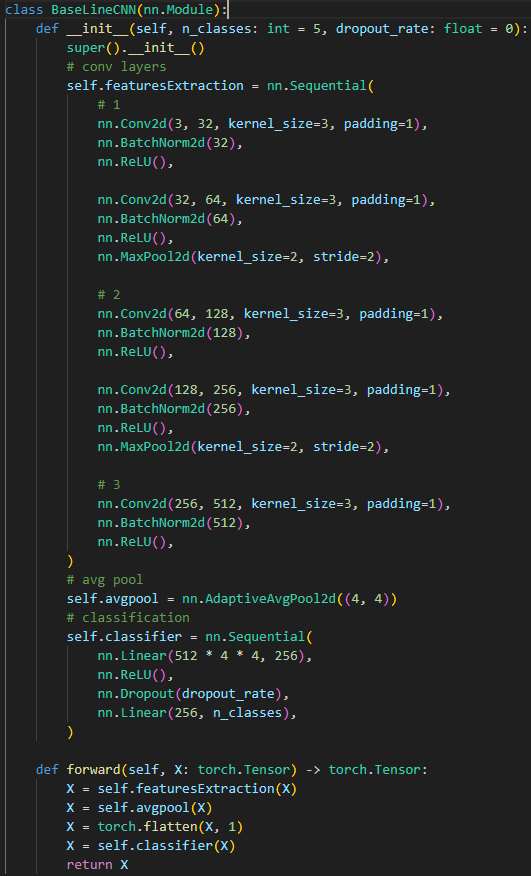 class BaseLineCNN(nn.Module):
    def __init__(self, n_classes: int = 5, dropout_rate: float = 0):
        super().__init__()
        # conv layers
        self.featuresExtraction = nn.Sequential(
            # 1
            nn.Conv2d(3, 32, kernel_size=3, padding=1),
            nn.BatchNorm2d(32),
            nn.ReLU(),

            nn.Conv2d(32, 64, kernel_size=3, padding=1),
            nn.BatchNorm2d(64),
            nn.ReLU(),
            nn.MaxPool2d(kernel_size=2, stride=2),

            # 2
            nn.Conv2d(64, 128, kernel_size=3, padding=1),
            nn.BatchNorm2d(128),
            nn.ReLU(),

            nn.Conv2d(128, 256, kernel_size=3, padding=1),
            nn.BatchNorm2d(256),
            nn.ReLU(),
            nn.MaxPool2d(kernel_size=2, stride=2),

            # 3
            nn.Conv2d(256, 512, kernel_size=3, padding=1),
            nn.BatchNorm2d(512),
            nn.ReLU(),
        )
        # avg pool
        self.avgpool = nn.AdaptiveAvgPool2d((4, 4))
        # classification
        self.classifier = nn.Sequential(
            nn.Linear(512 * 4 * 4, 256),
            nn.ReLU(),
            nn.Dropout(dropout_rate),
            nn.Linear(256, n_classes),
        )

    def forward(self, X: torch.Tensor) -> torch.Tensor:
        X = self.featuresExtraction(X)
        X = self.avgpool(X)
        X = torch.flatten(X, 1)
        X = self.classifier(X)
        return X